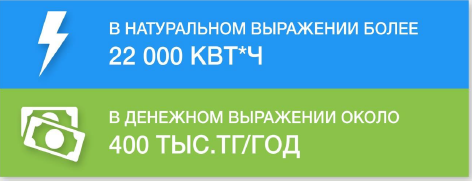 В НАТУРАЛЬНОМ ВЫРАЖЕНИИ БОЛЕЕ
22 000 КВТ*Ч
В ДЕНЕЖНОМ ВЫРАЖЕНИИ ОКОЛО
400 ТЫС.ТГ/ГОД